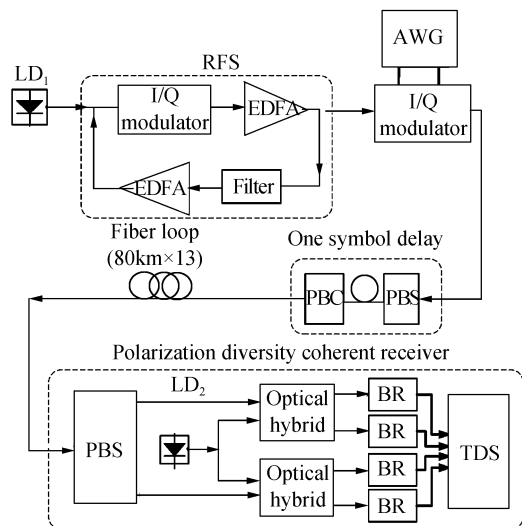 AWG
RFS
LD₁
I/Q
modulator
EDFA
I/Q
modulator
EDFA
Filter
Fiber loop
(80km×13)
One symbol delay
PBC
PBS
Polarization diversity coherent receiver
LD₂
PBS
Optical
hybrid
Optical
hybrid
BR
BR
BR
BR
TDS